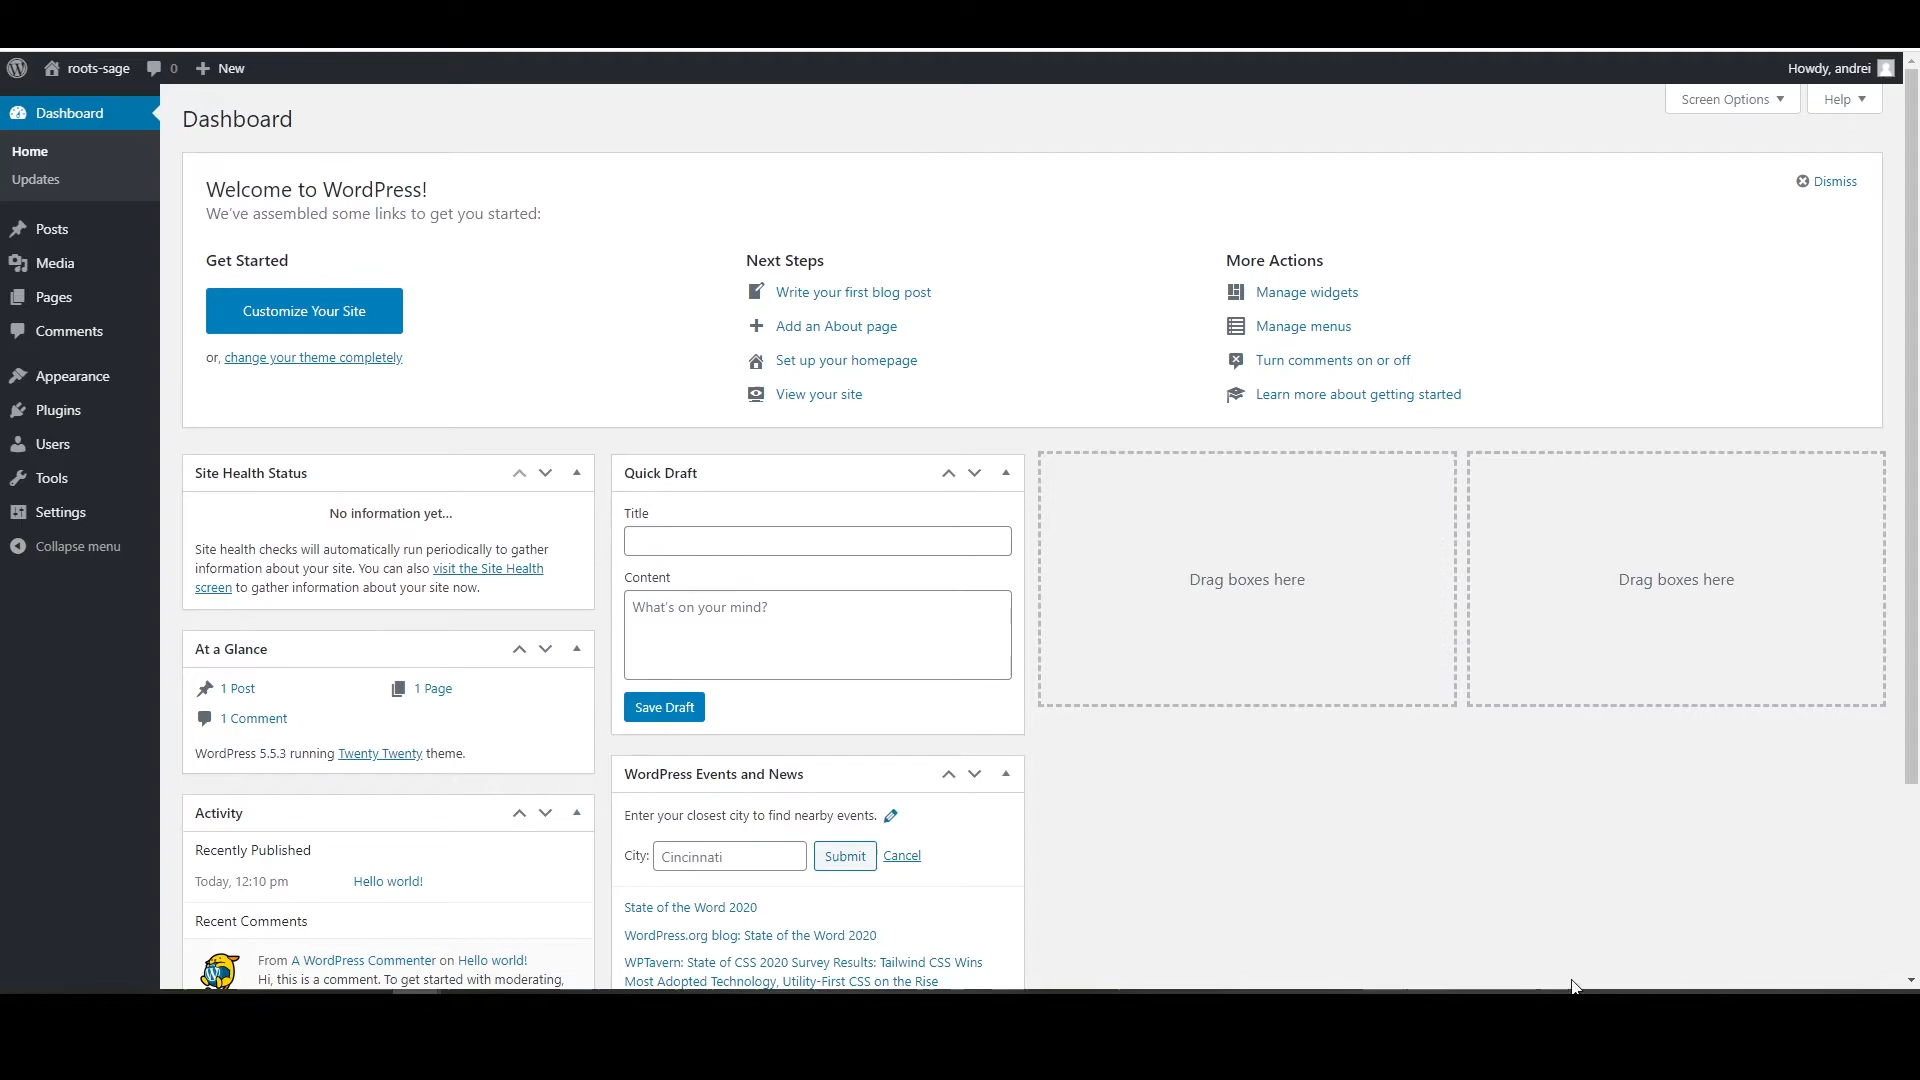 roots-sage 0 New Howdy, andrei
Dashboard
Home
Updates
Posts
Media
Pages
Comments
Appearance
Plugins
Users
Tools
Settings
Collapse menu
Screen Options Help
Dashboard
Welcome to WordPress!
Dismiss
We've assembled some links to get you started:
Get Started
Customize Your Site
or, change your theme completely
Next Steps
Write your first blog post
Add an About page
Set up your homepage
View your site
More Actions
Manage widgets
Manage menus
Turn comments on or off
Learn more about getting started
Site Health Status
No information yet...
Site health checks will automatically run periodically to gather
information about your site. You can also visit the Site Health
screen to gather information about your site now.
At a Glance
1 Post 1 Page
1 Comment
WordPress 5.5.3 running Twenty Twenty theme.
Activity
Recently Published
Today, 12:10 pm Hello world!
Recent Comments
From A WordPress Commenter on Hello world!
Hi, this is a comment. To get started with moderating,
Quick Draft
Title
Content
What's on your mind?
Save Draft
WordPress Events and News
Enter your closest city to find nearby events.
City: Cincinnati Submit Cancel
State of the Word 2020
WordPress.org blog: State of the Word 2020
WPTavern: State of CSS 2020 Survey Results: Tailwind CSS Wins
Most Adopted Technology, Utility-First CSS on the Rise
Drag boxes here
Drag boxes here